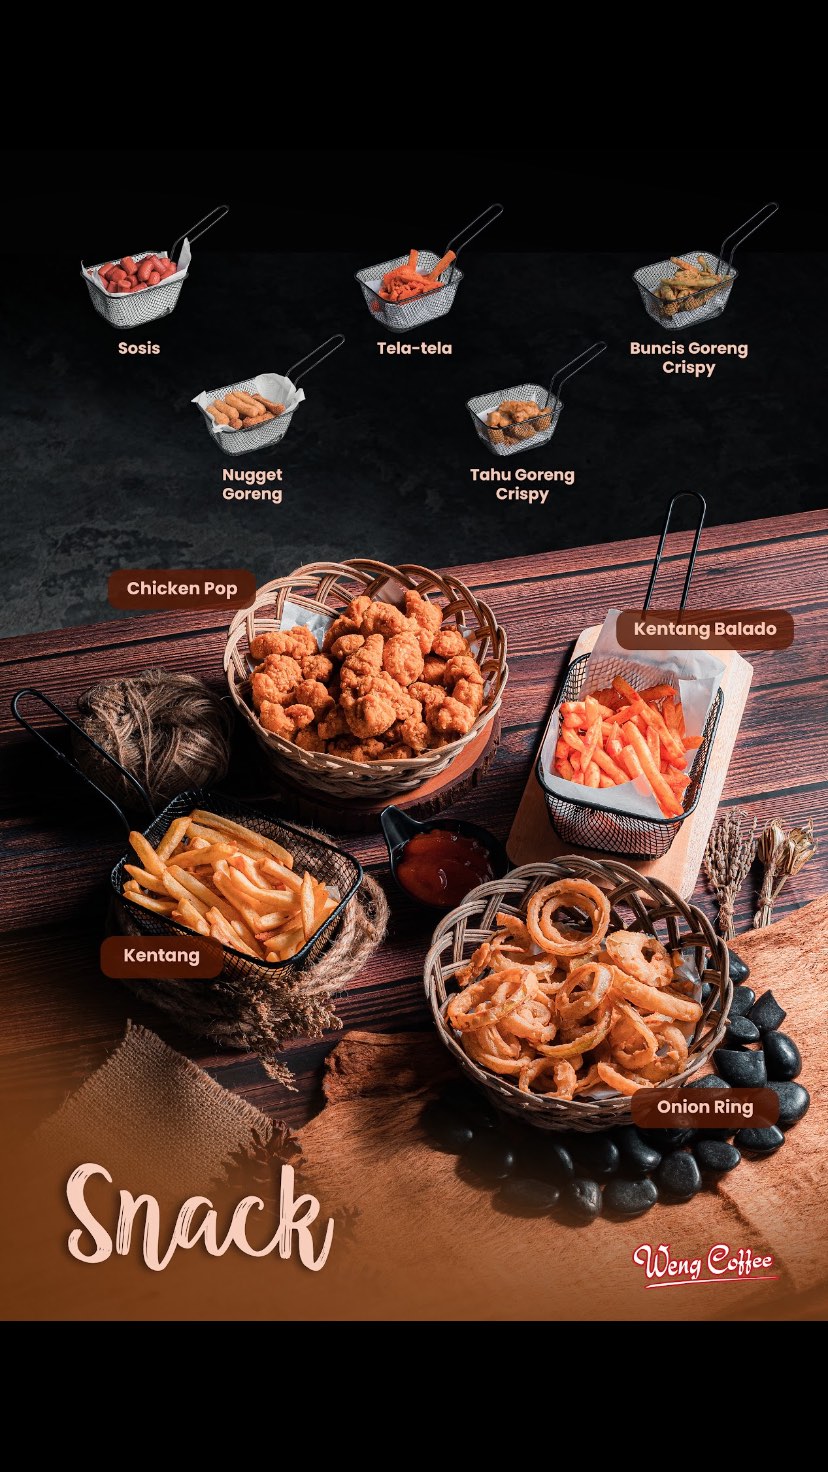 Sosis
Tela-tela
Buncis Goreng
Crispy
Nugget
Goreng
Tahu Goreng
Crispy
Chicken Pop
Kentang Balado
Kentang
Onion Ring
Snack
Weng Coffee